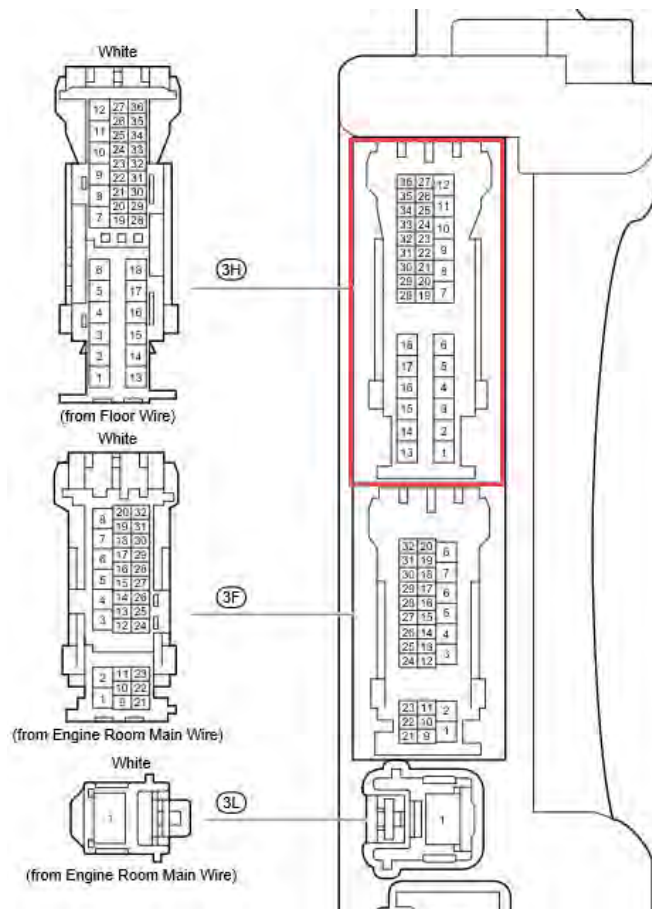 White
12 27 36
26 35
11 25 34
10 24 33
23 32
9 22 31
8 21 30
20 29
7 19 28
6 18
5 17
4 16
3 15
2 14
1 13
(from Floor Wire)
3H
36 27 12
35 26
34 25 11
33 24 10
32 23
31 22 9
30 21 8
29 20
28 19 7
18 6
17 5
16 4
15 3
14 2
13 1
White
8 20 32
19 31
7 18 30
6 17 29
16 28
5 15 27
4 14 26
3 13 25
12 24
2 11 23
10 22
1 9 21
(from Engine Room Main Wire)
3F
32 20 8
31 19
30 18 7
29 17 6
28 16
27 15 5
26 14 4
25 13 3
24 12
23 11 2
22 10
21 9 1
White
1
(from Engine Room Main Wire)
3L
1